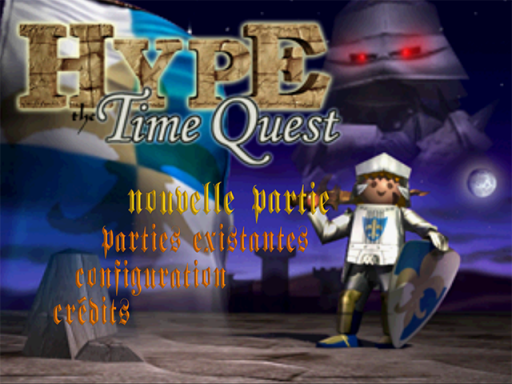 HYPE
the Time Quest
nouvelle partie
parties existantes
configuration
crédits